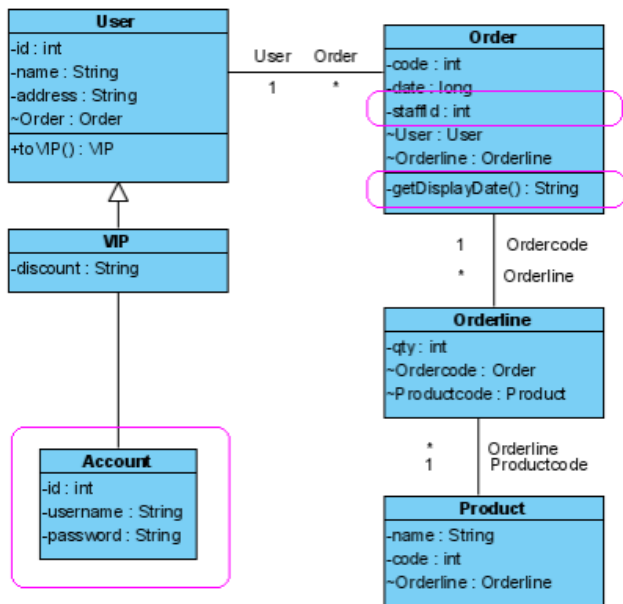 User
-id : int
-name : String
-address : String
~Order : Order
+toVIP() : VIP
User Order
1 *
Order
-code : int
-date : long
-staffId : int
~User : User
~Orderline : Orderline
-getDisplayDate() : String
VIP
-discount : String
1 Ordercode
* Orderline
Orderline
-qty : int
~Ordercode : Order
~Productcode : Product
* Orderline
1 Productcode
Account
-id : int
-username : String
-password : String
Product
-name : String
-code : int
~Orderline : Orderline